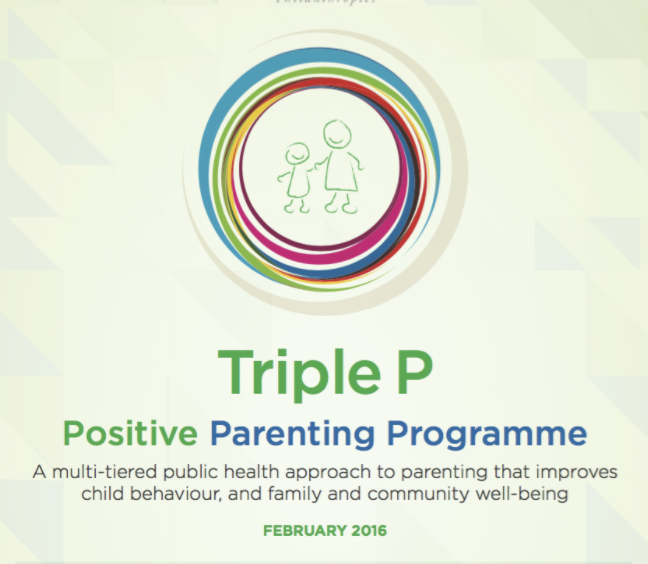 Triple P
Positive Parenting Programme
A multi-tiered public health approach to parenting that improves
child behaviour, and family and community well-being
FEBRUARY 2016